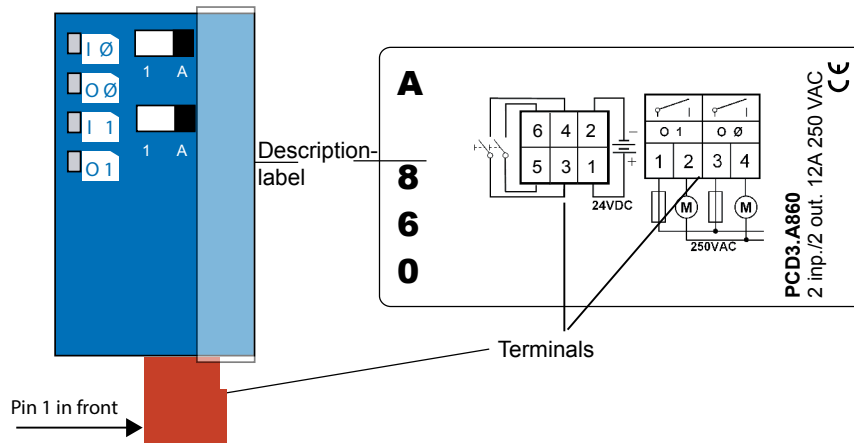 I Ø
O Ø
I 1
O 1
1 A
1 A
Description-
label
Pin 1 in front
Terminals
A
8
6
0
6 4 2
5 3 1
−
+
24VDC
O 1 O Ø
1 2 3 4
M M
250VAC
PCD3.A860
2 inp./2 out. 12A 250 VAC
CE